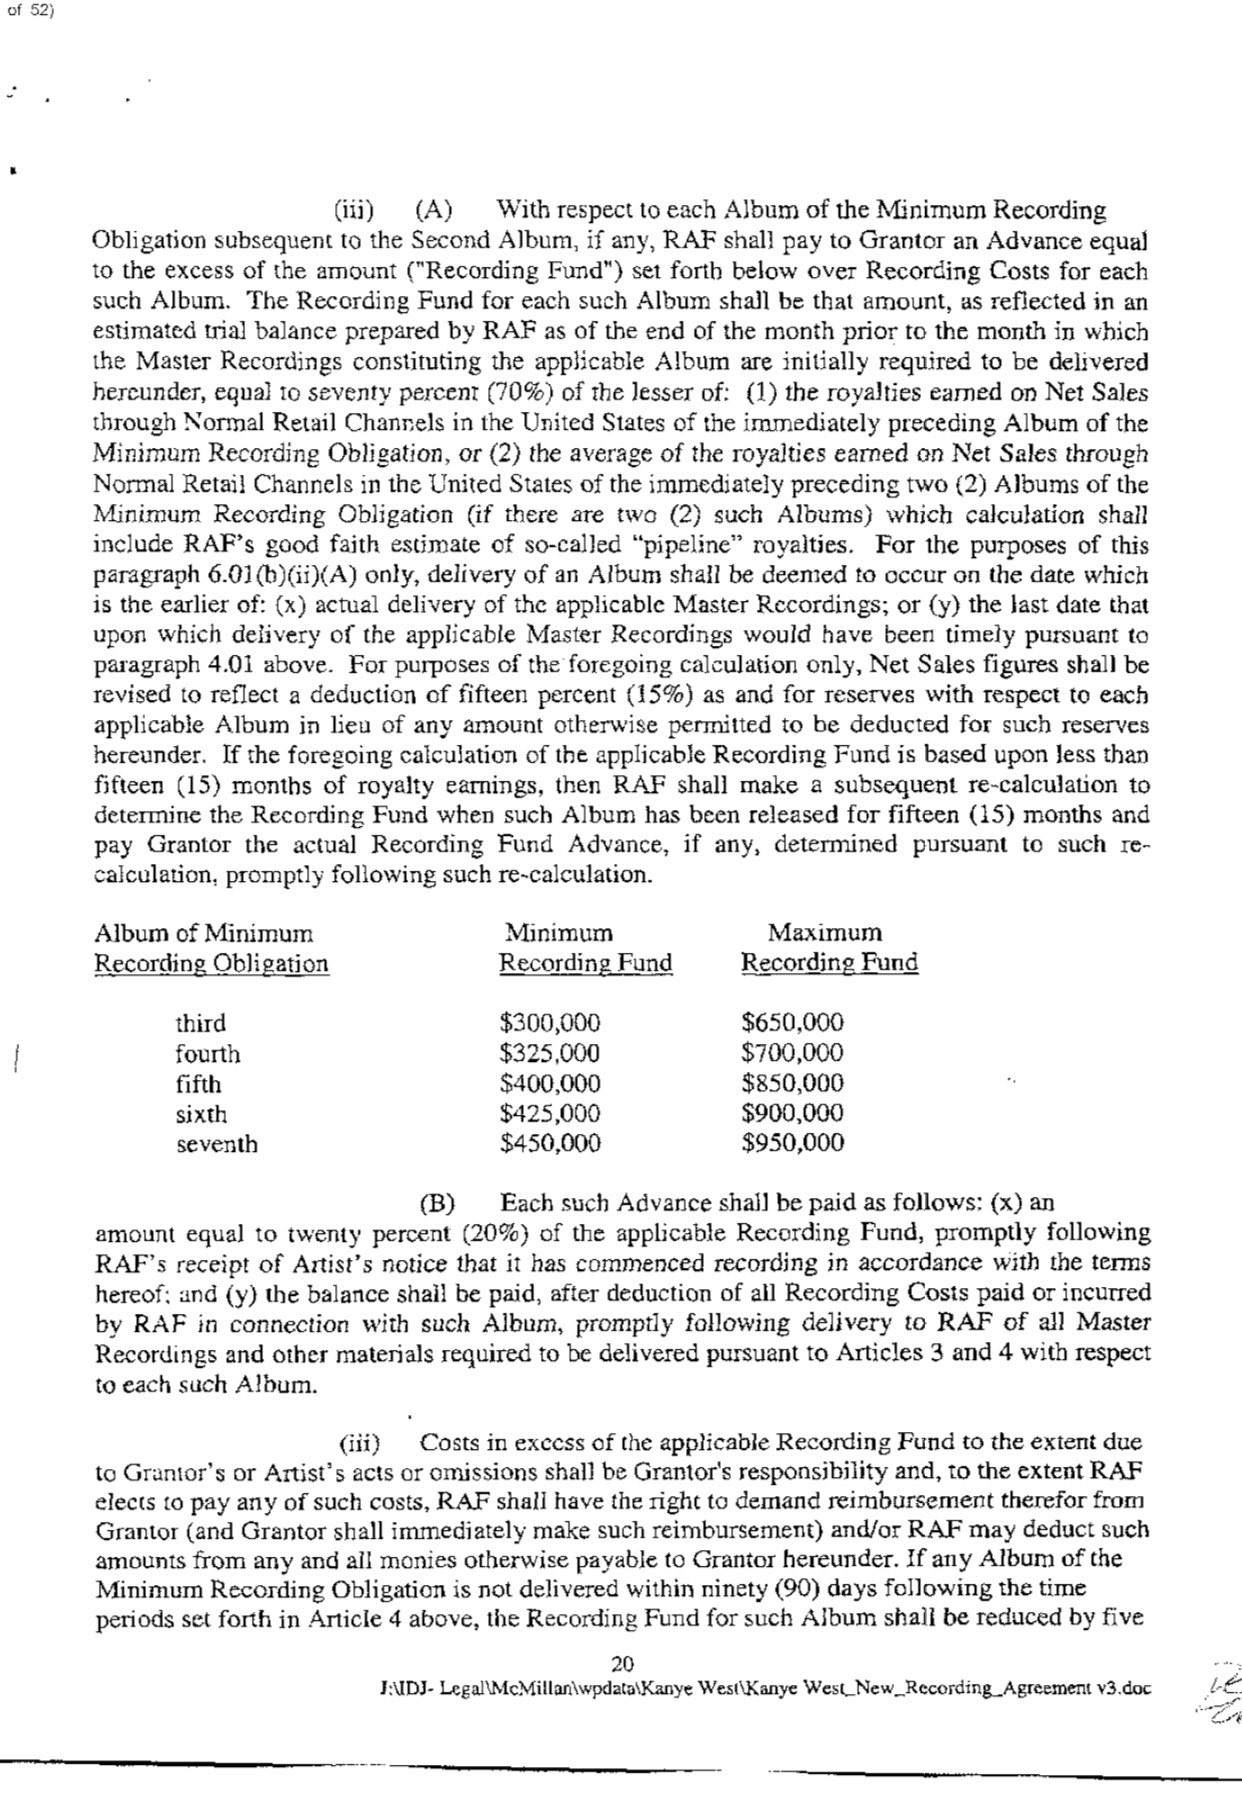 of 52)
(iii) (A) With respect to each Album of the Minimum Recording
Obligation subsequent to the Second Album, if any, RAF shall pay to Grantor an Advance equal
to the excess of the amount ("Recording Fund") set forth below over Recording Costs for each
such Album. The Recording Fund for each such Album shall be that amount, as reflected in an
estimated trial balance prepared by RAF as of the end of the month prior to the month in which
the Master Recordings constituting the applicable Album are initially required to be delivered
hereunder, equal to seventy percent (70%) of the lesser of: (1) the royalties earned on Net Sales
through Normal Retail Channels in the United States of the immediately preceding Album of the
Minimum Recording Obligation, or (2) the average of the royalties earned on Net Sales through
Normal Retail Channels in the United States of the immediately preceding two (2) Albums of the
Minimum Recording Obligation (if there are two (2) such Albums) which calculation shall
include RAF's good faith estimate of so-called “pipeline” royalties. For the purposes of this
paragraph 6.01(b)(ii)(A) only, delivery of an Album shall be deemed to occur on the date which
is the earlier of: (x) actual delivery of the applicable Master Recordings; or (y) the last date that
upon which delivery of the applicable Master Recordings would have been timely pursuant to
paragraph 4.01 above. For purposes of the foregoing calculation only, Net Sales figures shall be
revised to reflect a deduction of fifteen percent (15%) as and for reserves with respect to each
applicable Album in lieu of any amount otherwise permitted to be deducted for such reserves
hereunder. If the foregoing calculation of the applicable Recording Fund is based upon less than
fifteen (15) months of royalty earnings, then RAF shall make a subsequent re-calculation to
determine the Recording Fund when such Album has been released for fifteen (15) months and
pay Grantor the actual Recording Fund Advance, if any, determined pursuant to such re-
calculation, promptly following such re-calculation.
Album of Minimum Minimum Maximum
Recording Obligation Recording Fund Recording Fund
third $300,000 $650,000
fourth $325,000 $700,000
fifth $400,000 $850,000
sixth $425,000 $900,000
seventh $450,000 $950,000
(B) Each such Advance shall be paid as follows: (x) an
amount equal to twenty percent (20%) of the applicable Recording Fund, promptly following
RAF's receipt of Artist's notice that it has commenced recording in accordance with the terms
hereof; and (y) the balance shall be paid, after deduction of all Recording Costs paid or incurred
by RAF in connection with such Album, promptly following delivery to RAF of all Master
Recordings and other materials required to be delivered pursuant to Articles 3 and 4 with respect
to each such Album.
(iii) Costs in excess of the applicable Recording Fund to the extent due
to Grantor's or Artist's acts or omissions shall be Grantor's responsibility and, to the extent RAF
elects to pay any of such costs, RAF shall have the right to demand reimbursement therefor from
Grantor (and Grantor shall immediately make such reimbursement) and/or RAF may deduct such
amounts from any and all monies otherwise payable to Grantor hereunder. If any Album of the
Minimum Recording Obligation is not delivered within ninety (90) days following the time
periods set forth in Article 4 above, the Recording Fund for such Album shall be reduced by five
20
J:\IDJ- Legal\McMillan\wpdata\Kanye West\Kanye West_New_Recording_Agreement v3.doc